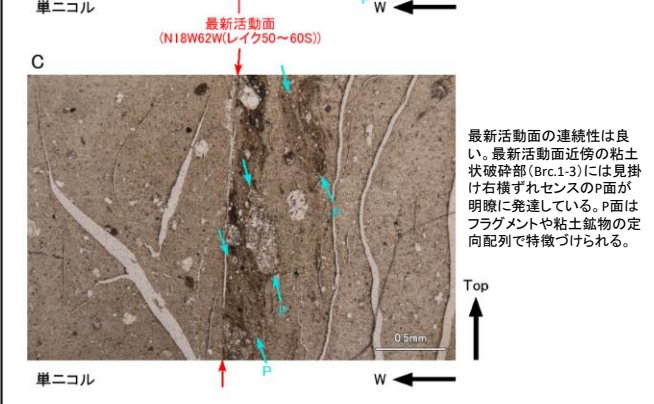 単ニコル
P
W
最新活動面
(N18W62W(レイク50～60S))
C
最新活動面の連続性は良
い。最新活動面近傍の粘土
状破砕部(Brc.1-3)には見掛
け右横ずれセンスのP面が
明瞭に発達している。P面は
フラグメントや粘土鉱物の定
向配列で特徴づけられる。
P
P
Top
0.5mm
P
単ニコル
W